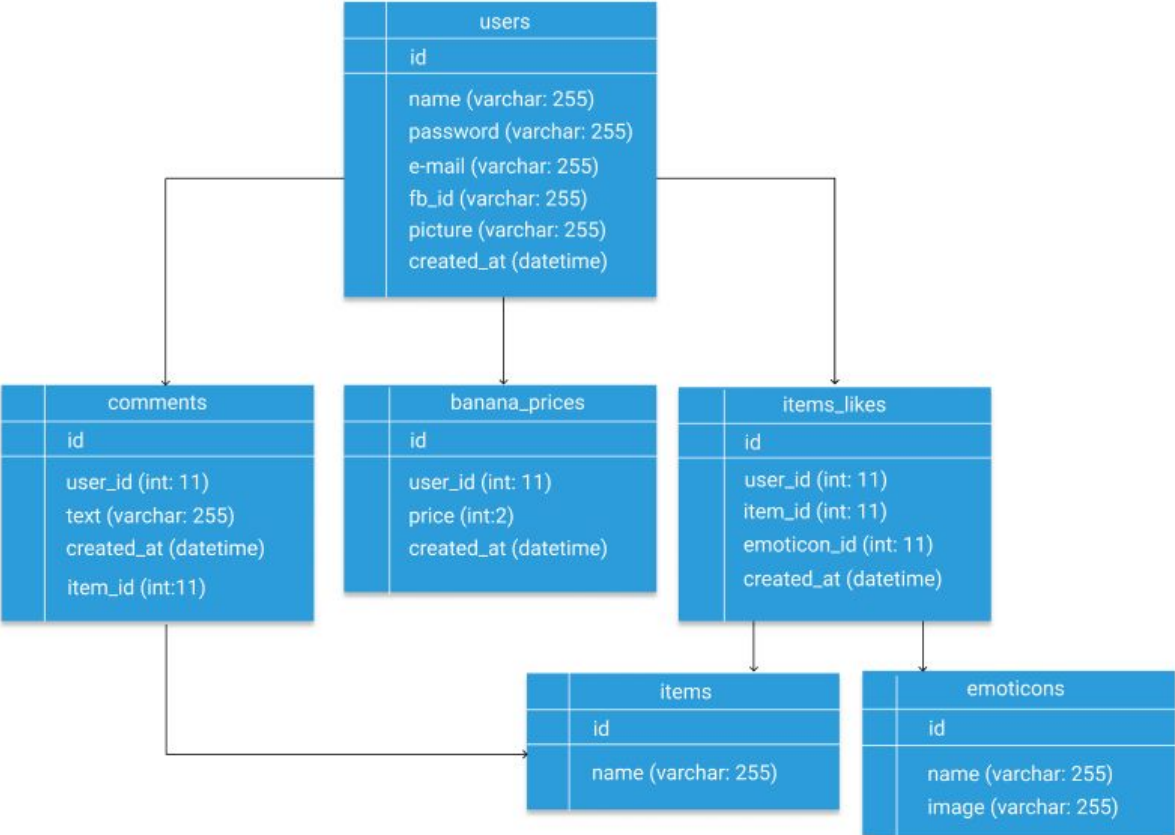 users
id
name (varchar: 255)
password (varchar: 255)
e-mail (varchar: 255)
fb_id (varchar: 255)
picture (varchar: 255)
created_at (datetime)
comments
id
user_id (int: 11)
text (varchar: 255)
created_at (datetime)
item_id (int:11)
banana_prices
id
user_id (int: 11)
price (int:2)
created_at (datetime)
items_likes
id
user_id (int: 11)
item_id (int: 11)
emoticon_id (int: 11)
created_at (datetime)
items
id
name (varchar: 255)
emoticons
id
name (varchar: 255)
image (varchar: 255)